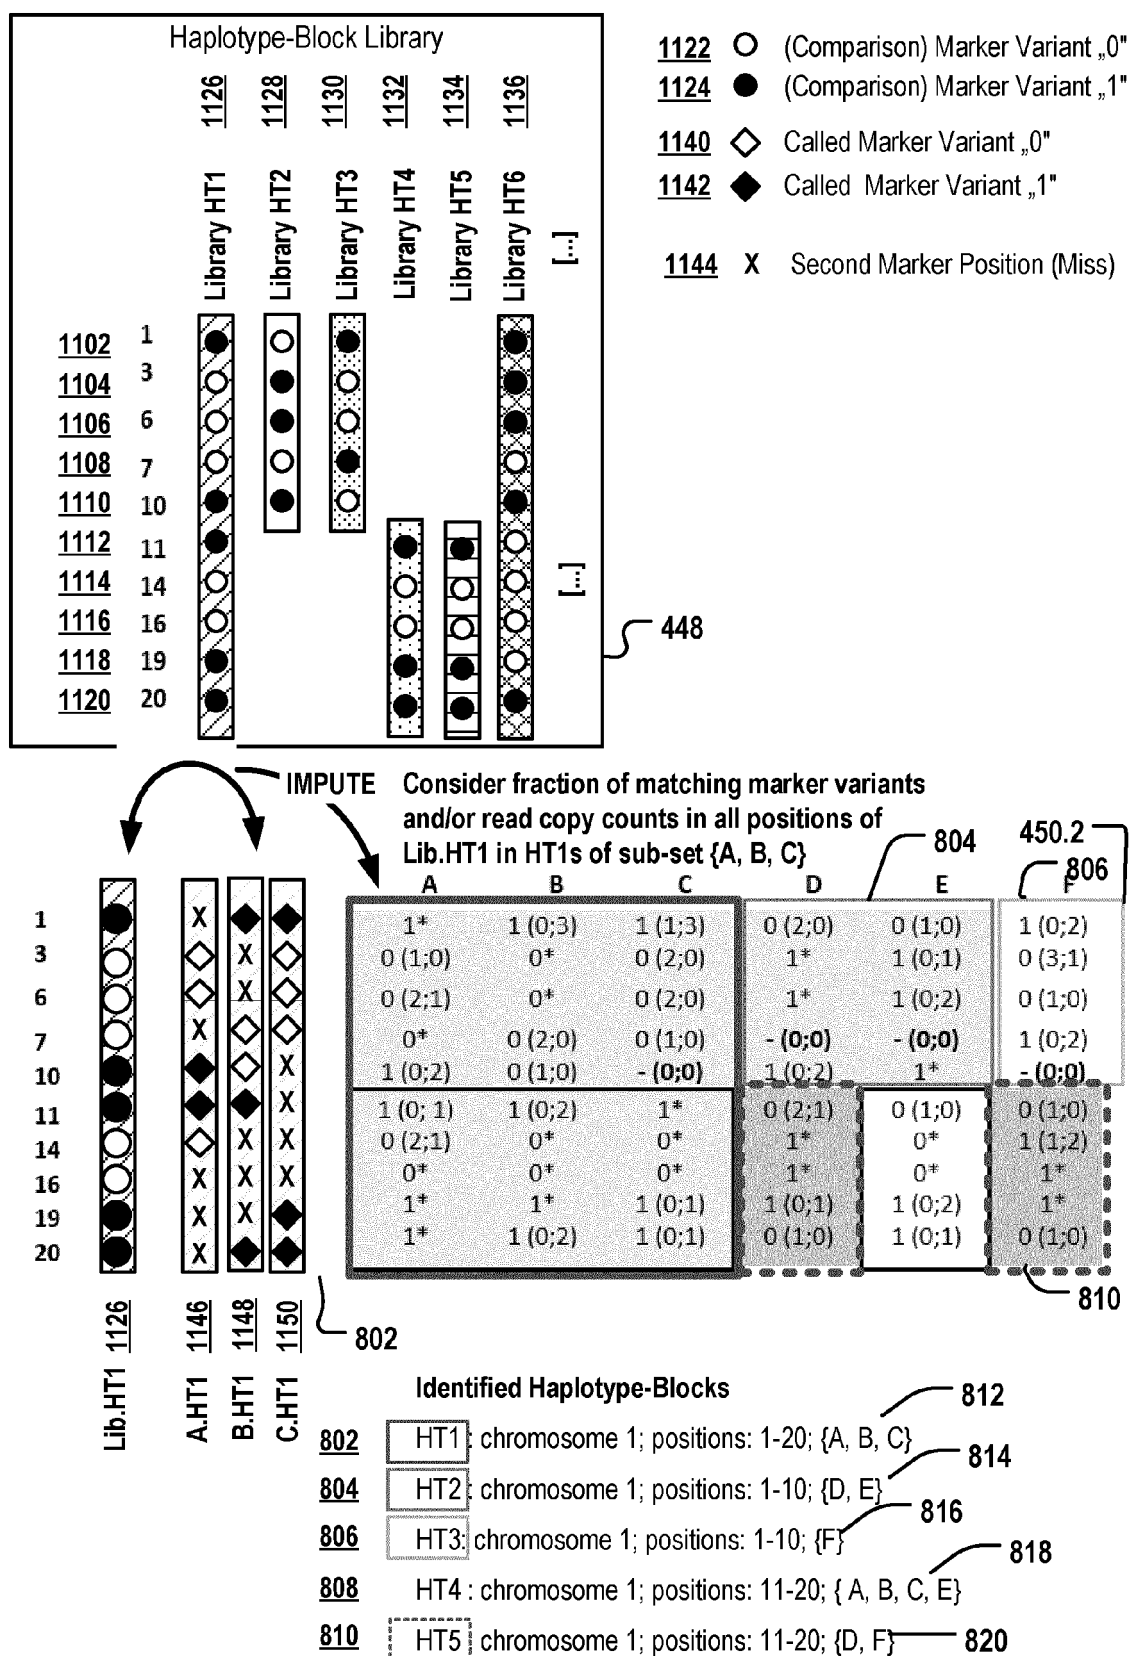 Haplotype-Block Library
1126 1128 1130 1132 1134 1136
Library HT1 Library HT2 Library HT3 Library HT4 Library HT5 Library HT6 [...]
1122 (Comparison) Marker Variant „0"
1124 (Comparison) Marker Variant „1"
1140 Called Marker Variant „0"
1142 Called Marker Variant „1"
1144 X Second Marker Position (Miss)
1102 1
1104 3
1106 6
1108 7
1110 10
1112 11
1114 14 [...]
1116 16
1118 19
1120 20
448
IMPUTE
Consider fraction of matching marker variants
and/or read copy counts in all positions of
Lib.HT1 in HT1s of sub-set {A, B, C}
804
450.2
806
A B C D E F
1 X 1* 1 (0;3) 1 (1;3) 0 (2;0) 0 (1;0) 1 (0;2)
3 X 0 (1;0) 0* 0 (2;0) 1* 1 (0;1) 0 (3;1)
6 X 0 (2;1) 0* 0 (2;0) 1* 1 (0;2) 0 (1;0)
7 X 0* 0 (2;0) 0 (1;0) - (0;0) - (0;0) 1 (0;2)
10 X 1 (0;2) 0 (1;0) - (0;0) 1 (0;2) 1* - (0;0)
11 X 1 (0; 1) 1 (0;2) 1* 0 (2;1) 0 (1;0) 0 (1;0)
14 X X 0 (2;1) 0* 0* 1* 0* 1 (1;2)
16 X X X 0* 0* 0* 1* 0* 1*
19 X X 1* 1* 1 (0;1) 1 (0;1) 1 (0;2) 1*
20 X 1* 1 (0;2) 1 (0;1) 0 (1;0) 1 (0;1) 0 (1;0)
810
802
Lib.HT1 1126
A.HT1 1146
B.HT1 1148
C.HT1 1150
Identified Haplotype-Blocks
812
802 HT1: chromosome 1; positions: 1-20; {A, B, C}
814
804 HT2: chromosome 1; positions: 1-10; {D, E}
816
806 HT3: chromosome 1; positions: 1-10; {F}
818
808 HT4 : chromosome 1; positions: 11-20; { A, B, C, E}
810 HT5 chromosome 1; positions: 11-20; {D, F} 820